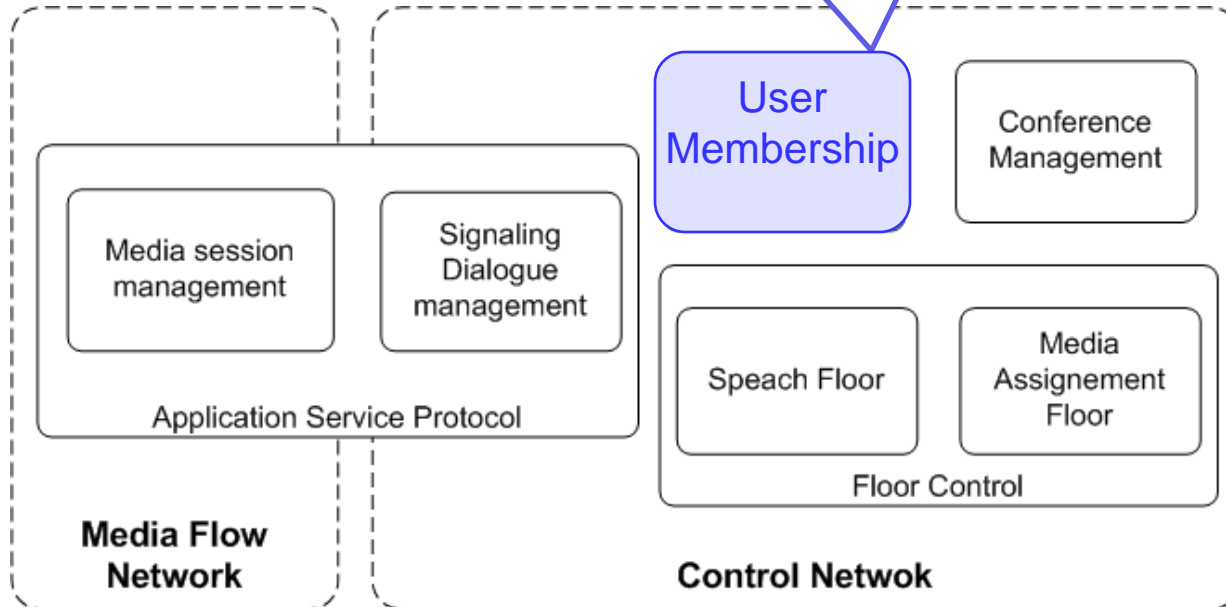 User
Membership
Conference
Management
Media session
management
Signaling
Dialogue
management
Application Service Protocol
Speach Floor
Media
Assignement
Floor
Floor Control
Media Flow
Network
Control Netwok